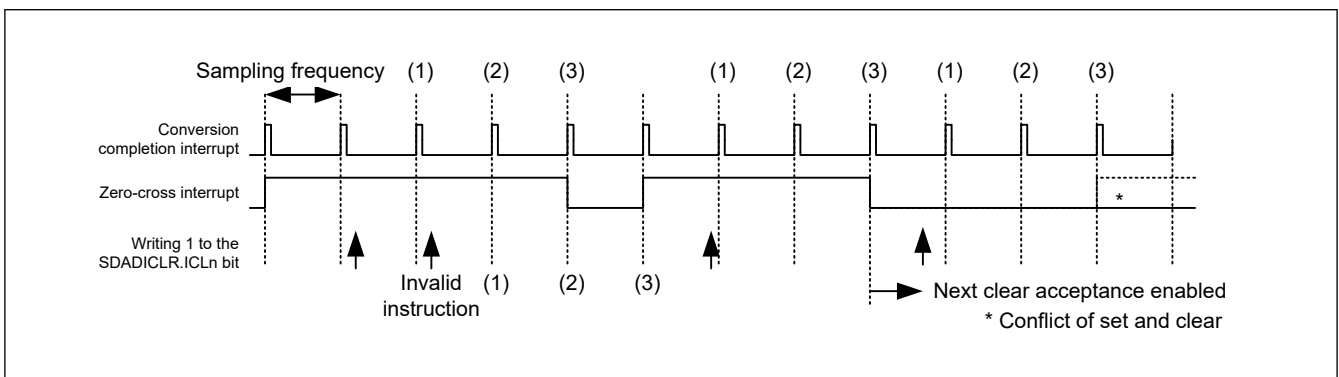 Sampling frequency (1) (2) (3) (1) (2) (3) (1) (2) (3)
Conversion
completion interrupt
Zero-cross interrupt
*
Writing 1 to the
SDADICLR.ICLn bit
Invalid (1) (2) (3)
instruction
Next clear acceptance enabled
* Conflict of set and clear